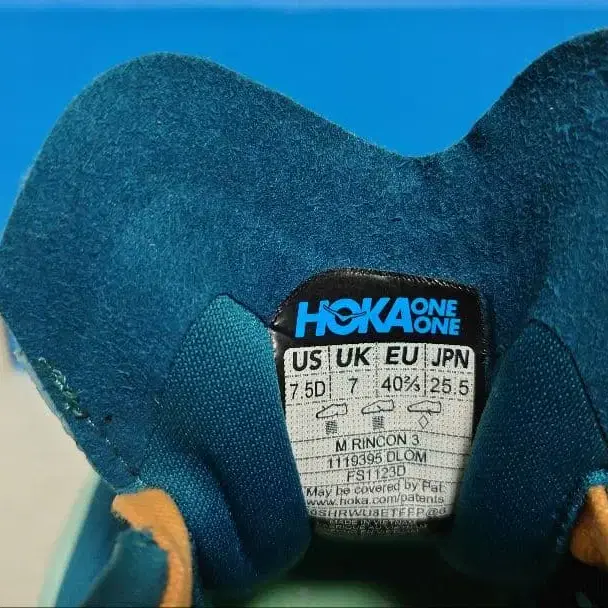 HOKA ONE ONE
US UK EU JPN
7.5D 7 40⅔ 25.5
M RINCON 3
1119395 DLOM
FS1123D
May be covered by Pat.
www.hoka.com/patents
MADE IN VIETNAM